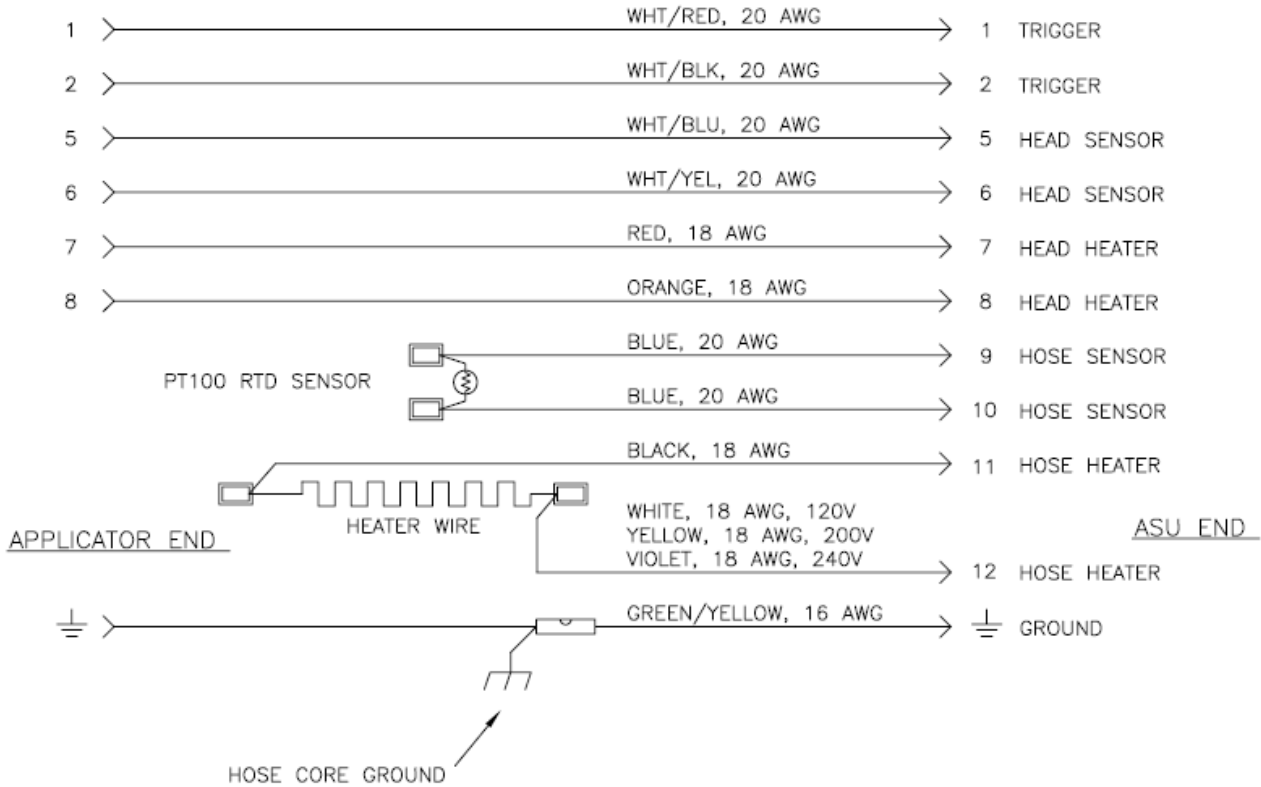 1 WHT/RED, 20 AWG 1 TRIGGER
2 WHT/BLK, 20 AWG 2 TRIGGER
5 WHT/BLU, 20 AWG 5 HEAD SENSOR
6 WHT/YEL, 20 AWG 6 HEAD SENSOR
7 RED, 18 AWG 7 HEAD HEATER
8 ORANGE, 18 AWG 8 HEAD HEATER
BLUE, 20 AWG 9 HOSE SENSOR
PT100 RTD SENSOR
BLUE, 20 AWG 10 HOSE SENSOR
BLACK, 18 AWG 11 HOSE HEATER
HEATER WIRE
WHITE, 18 AWG, 120V
YELLOW, 18 AWG, 200V
VIOLET, 18 AWG, 240V
APPLICATOR END
ASU END
12 HOSE HEATER
GREEN/YELLOW, 16 AWG GROUND
HOSE CORE GROUND